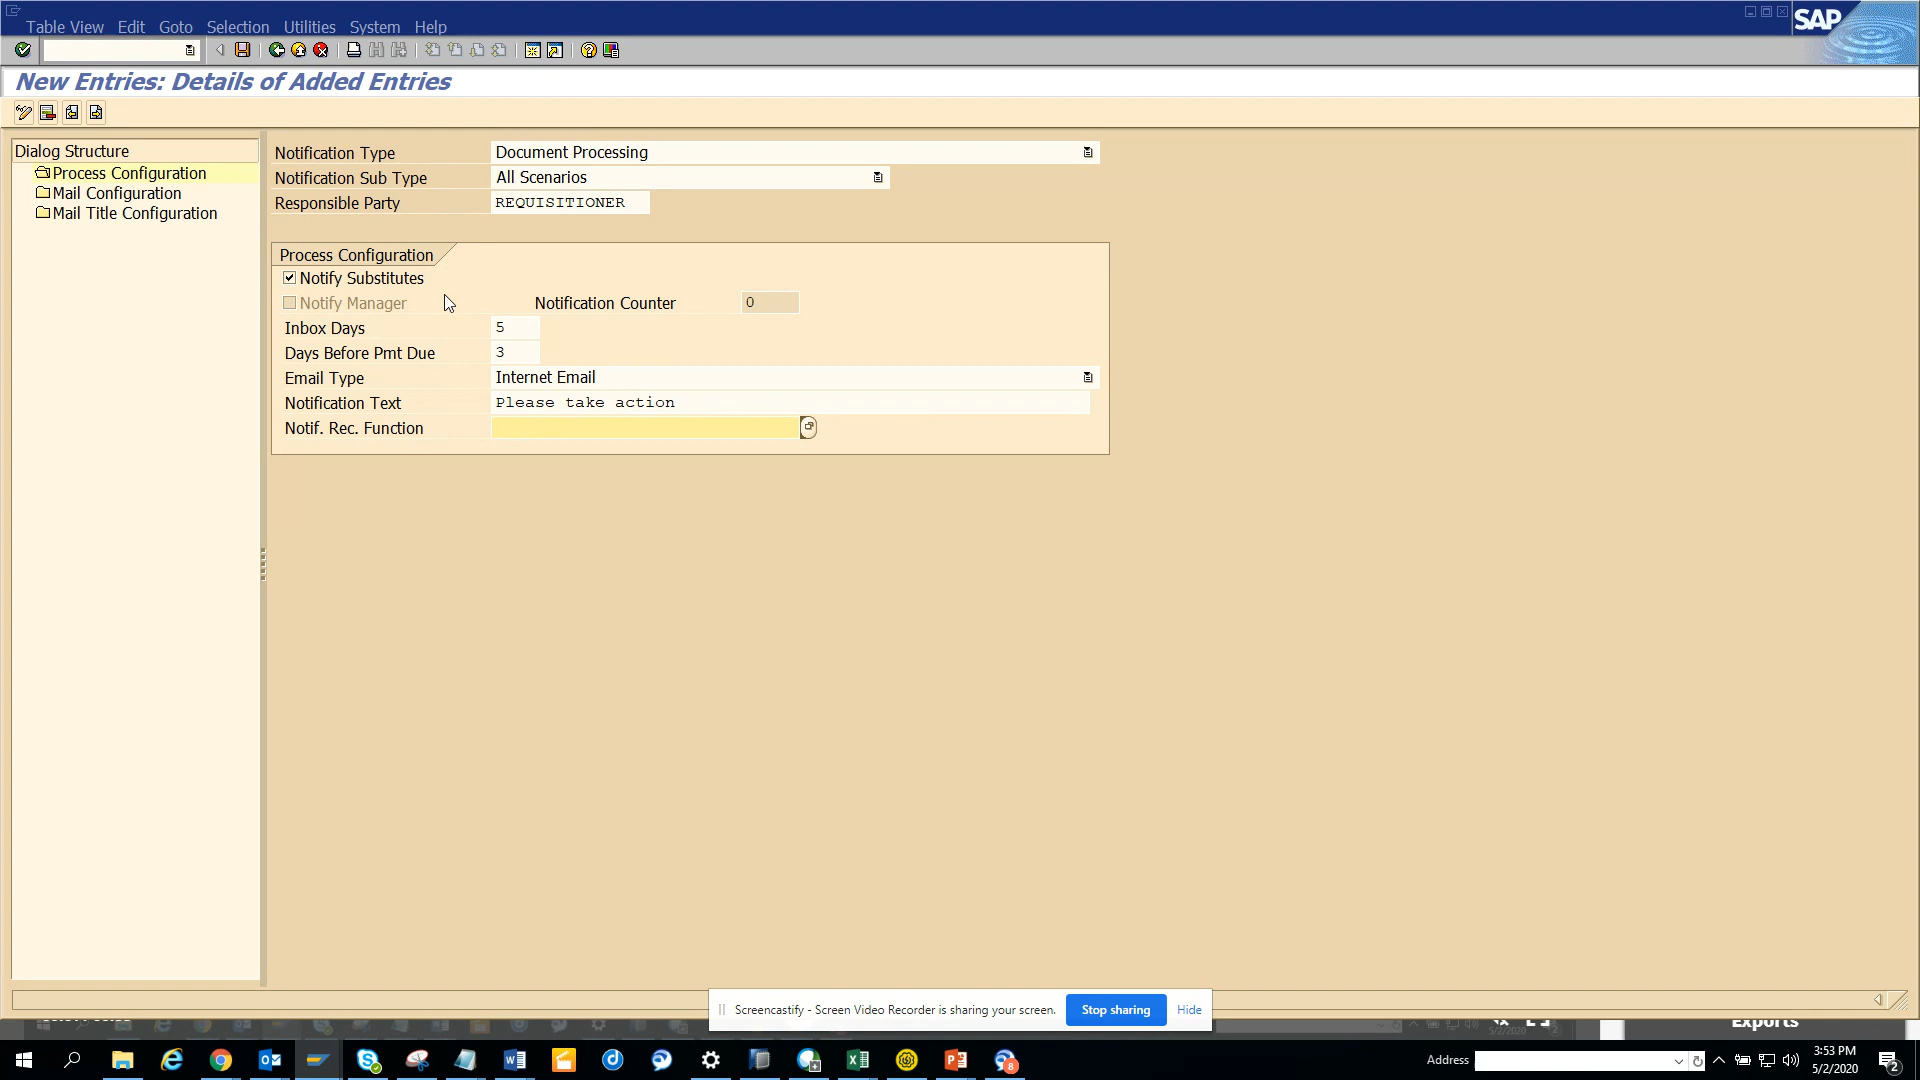 Table View Edit Goto Selection Utilities System Help
SAP
New Entries: Details of Added Entries
Dialog Structure
Process Configuration
Mail Configuration
Mail Title Configuration
Notification Type Document Processing
Notification Sub Type All Scenarios
Responsible Party REQUISITIONER
Process Configuration
Notify Substitutes
Notify Manager Notification Counter 0
Inbox Days 5
Days Before Pmt Due 3
Email Type Internet Email
Notification Text Please take action
Notif. Rec. Function
Screencastify - Screen Video Recorder is sharing your screen. Stop sharing Hide
Exports
Address
3:53 PM
5/2/2020
8
2